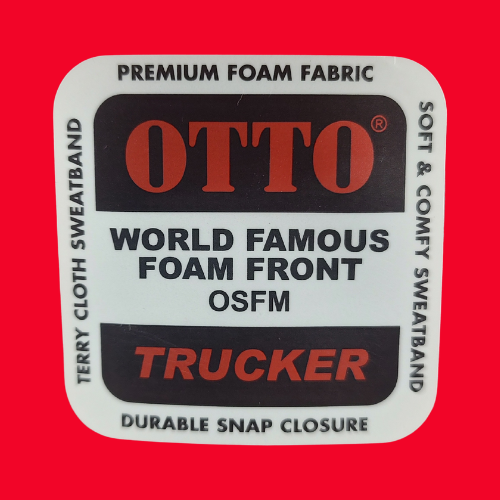 PREMIUM FOAM FABRIC
OTTO®
WORLD FAMOUS
FOAM FRONT
OSFM
TRUCKER
DURABLE SNAP CLOSURE
TERRY CLOTH SWEATBAND
SOFT & COMFY SWEATBAND